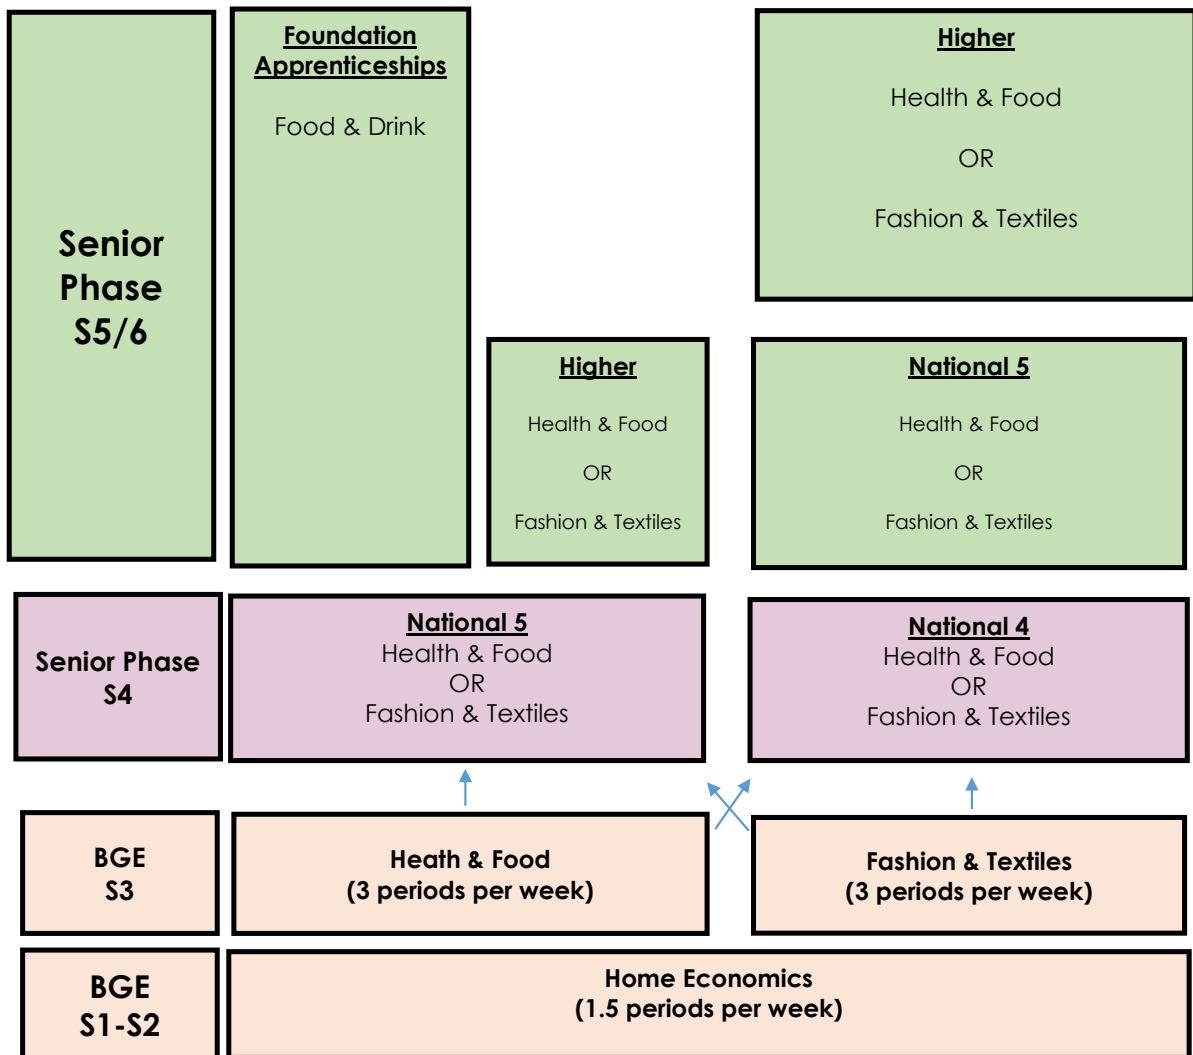 Senior
Phase
S5/6
Foundation
Apprenticeships
Food & Drink
Higher
Health & Food
OR
Fashion & Textiles
Higher
Health & Food
OR
Fashion & Textiles
National 5
Health & Food
OR
Fashion & Textiles
Senior Phase
S4
National 5
Health & Food
OR
Fashion & Textiles
National 4
Health & Food
OR
Fashion & Textiles
BGE
S3
Heath & Food
(3 periods per week)
Fashion & Textiles
(3 periods per week)
BGE
S1-S2
Home Economics
(1.5 periods per week)